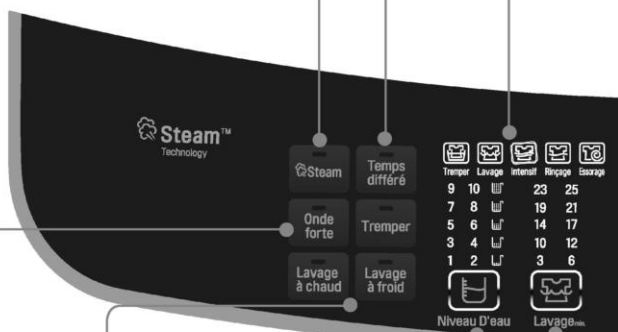 Steam™
Technology
Steam
Temps
différé
Onde
forte
Tremper
Lavage
à chaud
Lavage
à froid
Tremper Lavage Intensif Rinçage Essorage
9 10 23 25
7 8 19 21
5 6 14 17
3 4 10 12
1 2 3 6
Niveau D'eau
Lavage min.